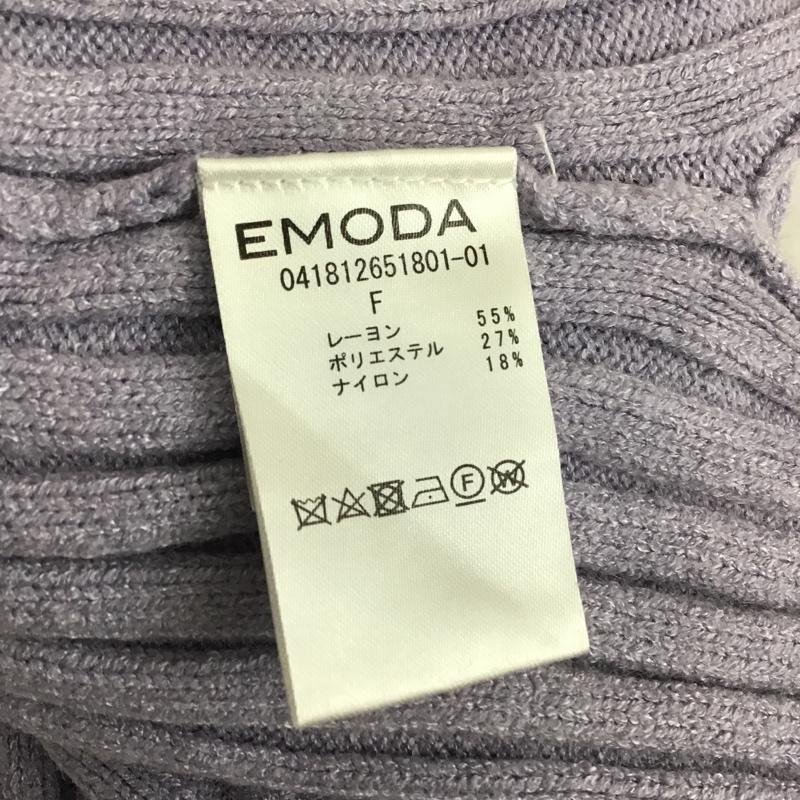 EMODA
041812651801-01
F
レーヨン 55%
ポリエステル 27%
ナイロン 18%
F W